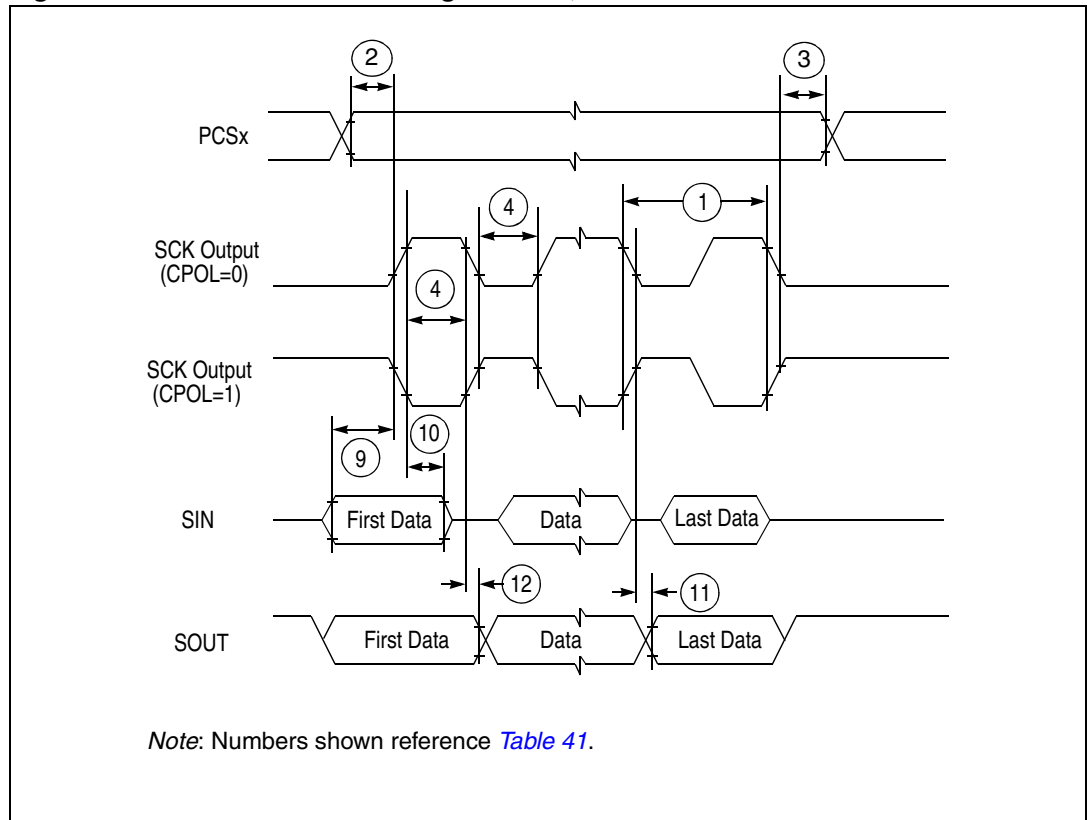 2
3
PCSx
4
1
SCK Output
(CPOL=0)
4
SCK Output
(CPOL=1)
10
9
SIN
First Data
Data
Last Data
12
11
SOUT
First Data
Data
Last Data
Note: Numbers shown reference Table 41.